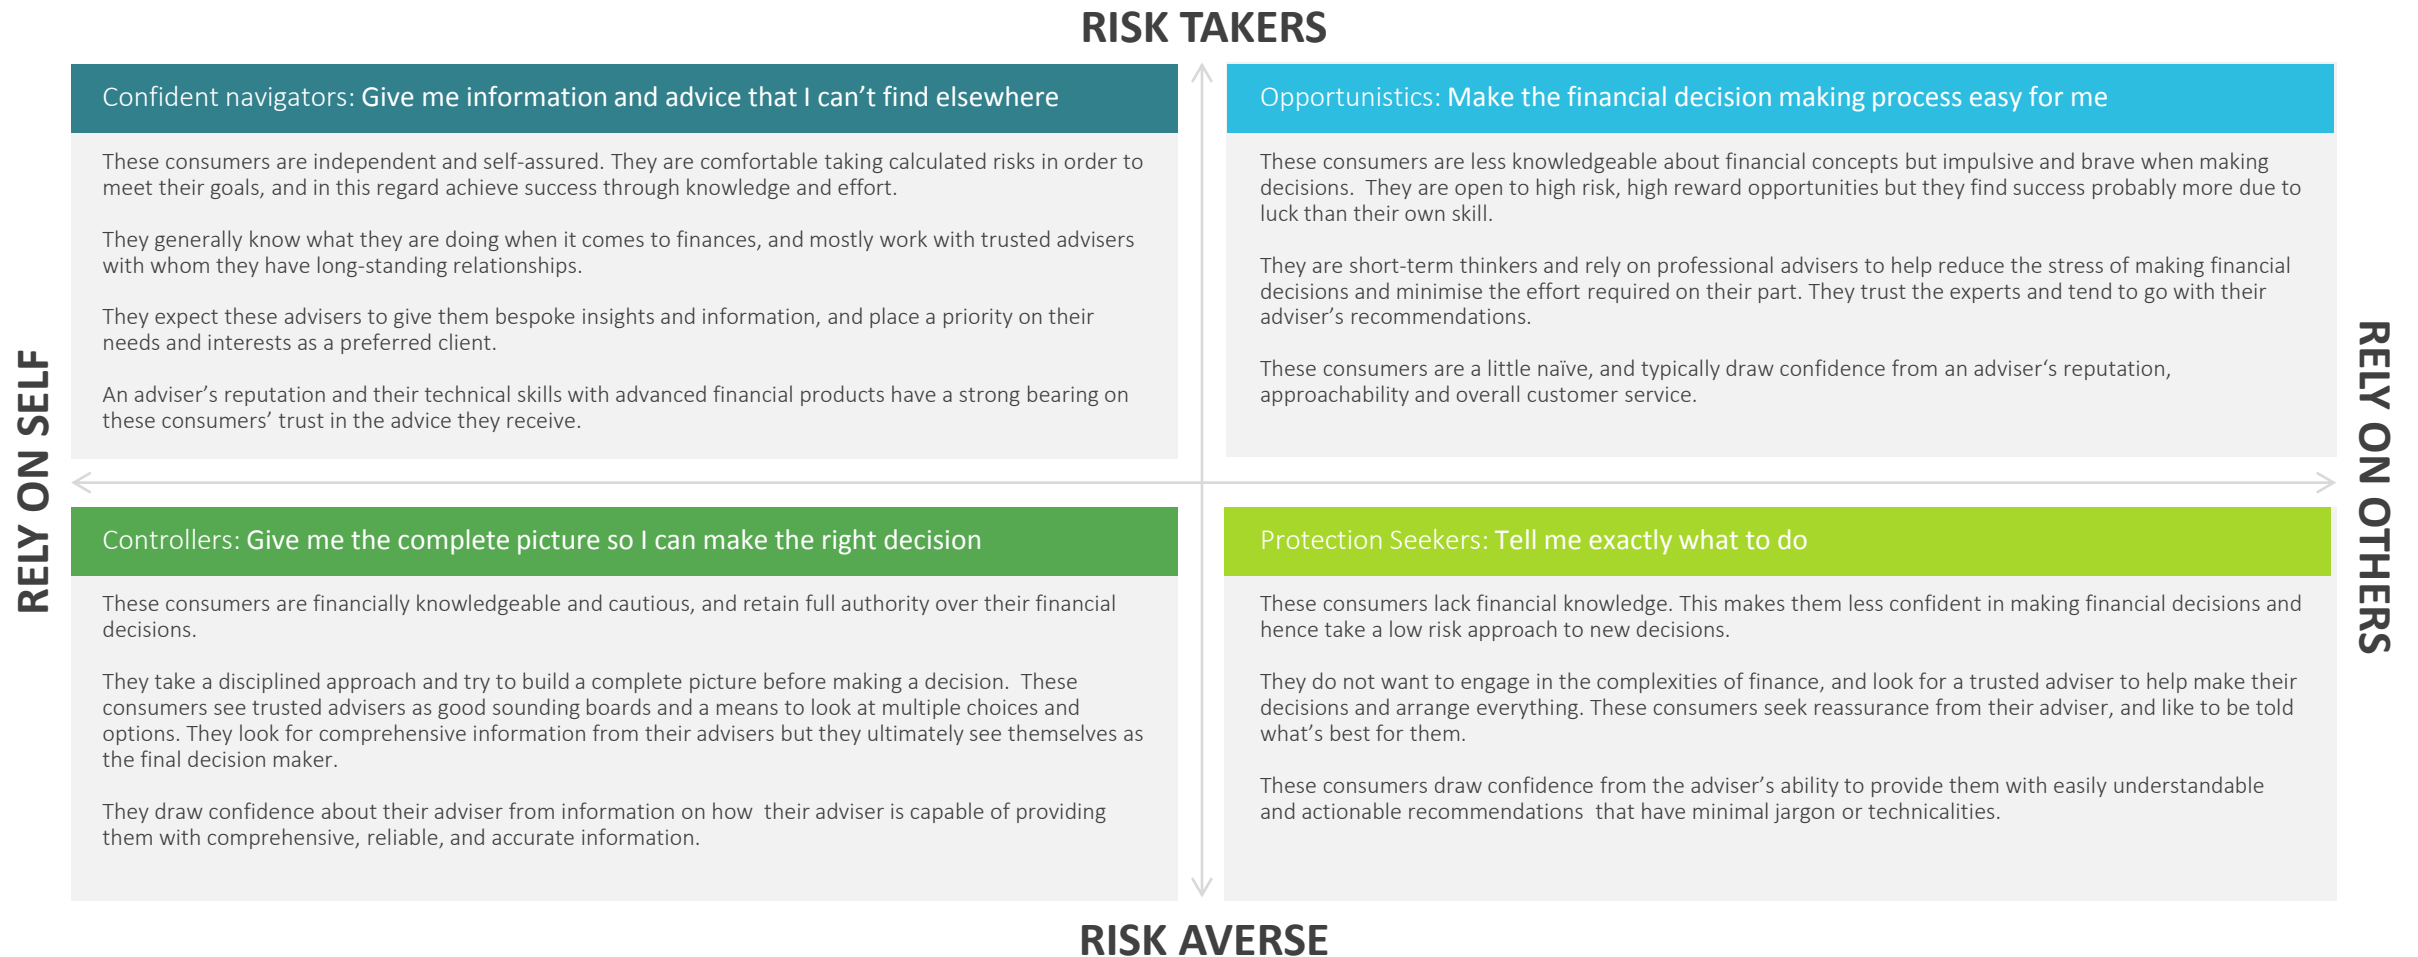 RISK TAKERS
RELY ON SELF
Confident navigators: Give me information and advice that I can’t find elsewhere
These consumers are independent and self-assured. They are comfortable taking calculated risks in order to
meet their goals, and in this regard achieve success through knowledge and effort.
They generally know what they are doing when it comes to finances, and mostly work with trusted advisers
with whom they have long-standing relationships.
They expect these advisers to give them bespoke insights and information, and place a priority on their
needs and interests as a preferred client.
An adviser’s reputation and their technical skills with advanced financial products have a strong bearing on
these consumers’ trust in the advice they receive.
Opportunistics: Make the financial decision making process easy for me
These consumers are less knowledgeable about financial concepts but impulsive and brave when making
decisions.  They are open to high risk, high reward opportunities but they find success probably more due to
luck than their own skill.
They are short-term thinkers and rely on professional advisers to help reduce the stress of making financial
decisions and minimise the effort required on their part. They trust the experts and tend to go with their
adviser’s recommendations.
These consumers are a little naïve, and typically draw confidence from an adviser‘s reputation,
approachability and overall customer service.
RELY ON OTHERS
Controllers: Give me the complete picture so I can make the right decision
These consumers are financially knowledgeable and cautious, and retain full authority over their financial
decisions.
They take a disciplined approach and try to build a complete picture before making a decision.  These
consumers see trusted advisers as good sounding boards and a means to look at multiple choices and
options. They look for comprehensive information from their advisers but they ultimately see themselves as
the final decision maker.
They draw confidence about their adviser from information on how  their adviser is capable of providing
them with comprehensive, reliable, and accurate information.
Protection Seekers: Tell me exactly what to do
These consumers lack financial knowledge. This makes them less confident in making financial decisions and
hence take a low risk approach to new decisions.
They do not want to engage in the complexities of finance, and look for a trusted adviser to help make their
decisions and arrange everything. These consumers seek reassurance from their adviser, and like to be told
what’s best for them.
These consumers draw confidence from the adviser’s ability to provide them with easily understandable
and actionable recommendations  that have minimal jargon or technicalities.
RISK AVERSE